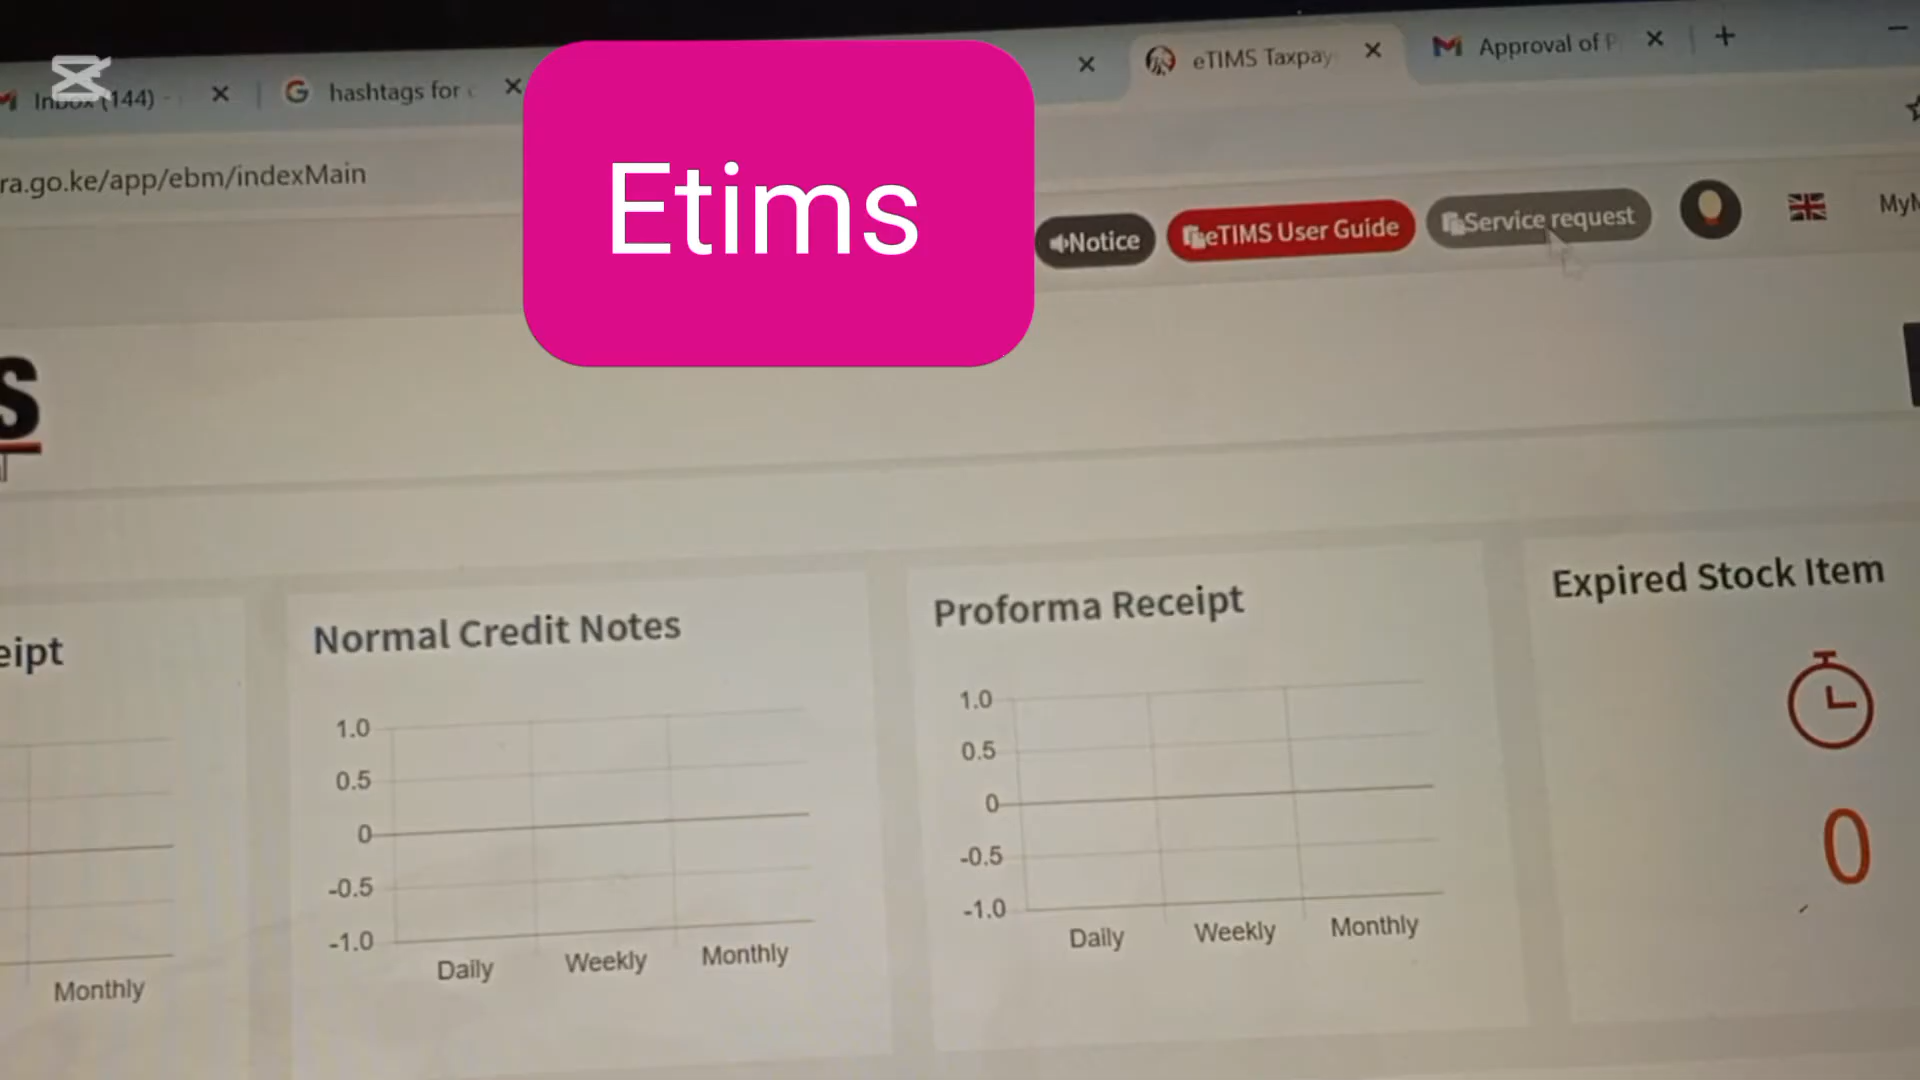 Inbox (144) -
hashtags for
eTIMS Taxpay
Approval of P
ra.go.ke/app/ebm/indexMain
Etims
Notice
eTIMS User Guide
Service request
MyM
S
eipt
Normal Credit Notes
Proforma Receipt
Expired Stock Item
1.0
0.5
0
-0.5
-1.0
Daily Weekly Monthly
1.0
0.5
0
-0.5
-1.0
Daily Weekly Monthly
0
Monthly